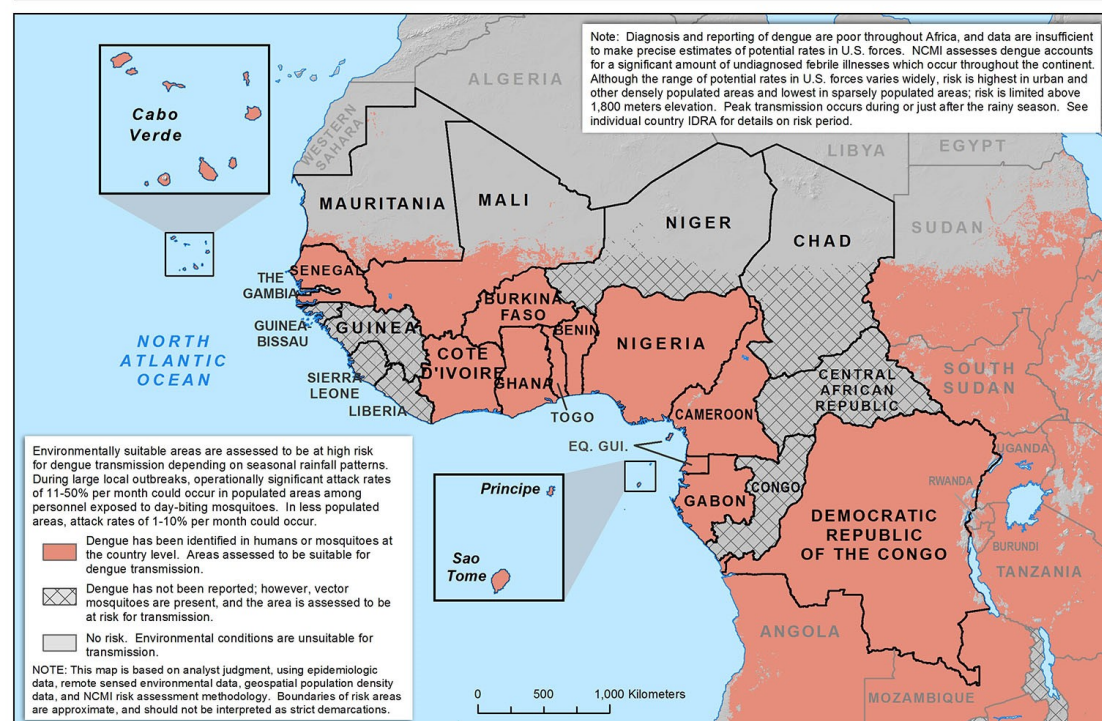 Note: Diagnosis and reporting of dengue are poor throughout Africa, and data are insufficient
to make precise estimates of potential rates in U.S. forces. NCMI assesses dengue accounts
for a significant amount of undiagnosed febrile illnesses which occur throughout the continent.
Although the range of potential rates in U.S. forces varies widely, risk is highest in urban and
other densely populated areas and lowest in sparsely populated areas; risk is limited above
1,800 meters elevation. Peak transmission occurs during or just after the rainy season. See
individual country IDRA for details on risk period.
Cabo
Verde
ALGERIA
WESTERN
SAHARA
LIBYA
EGYPT
MAURITANIA
MALI
NIGER
CHAD
SUDAN
SENEGAL
THE
GAMBIA
GUINEA
BISSAU
GUINEA
SIERRA
LEONE
LIBERIA
BURKINA
FASO
COTE
D'IVOIRE
GHANA
BENIN
TOGO
NIGERIA
CAMEROON
CENTRAL
AFRICAN
REPUBLIC
SOUTH
SUDAN
NORTH
ATLANTIC
OCEAN
EQ. GUI.
GABON
CONGO
DEMOCRATIC
REPUBLIC
OF THE CONGO
UGANDA
RWANDA
BURUNDI
TANZANIA
ANGOLA
MOZAMBIQUE
Principe
Sao
Tome
Environmentally suitable areas are assessed to be at high risk
for dengue transmission depending on seasonal rainfall patterns.
During large local outbreaks, operationally significant attack rates
of 11-50% per month could occur in populated areas among
personnel exposed to day-biting mosquitoes. In less populated
areas, attack rates of 1-10% per month could occur.
Dengue has been identified in humans or mosquitoes at
the country level. Areas assessed to be suitable for
dengue transmission.
Dengue has not been reported; however, vector
mosquitoes are present, and the area is assessed to be
at risk for transmission.
No risk. Environmental conditions are unsuitable for
transmission.
NOTE: This map is based on analyst judgment, using epidemiologic
data, remote sensed environmental data, geospatial population density
data, and NCMI risk assessment methodology. Boundaries of risk areas
are approximate, and should not be interpreted as strict demarcations.
0 500 1,000 Kilometers